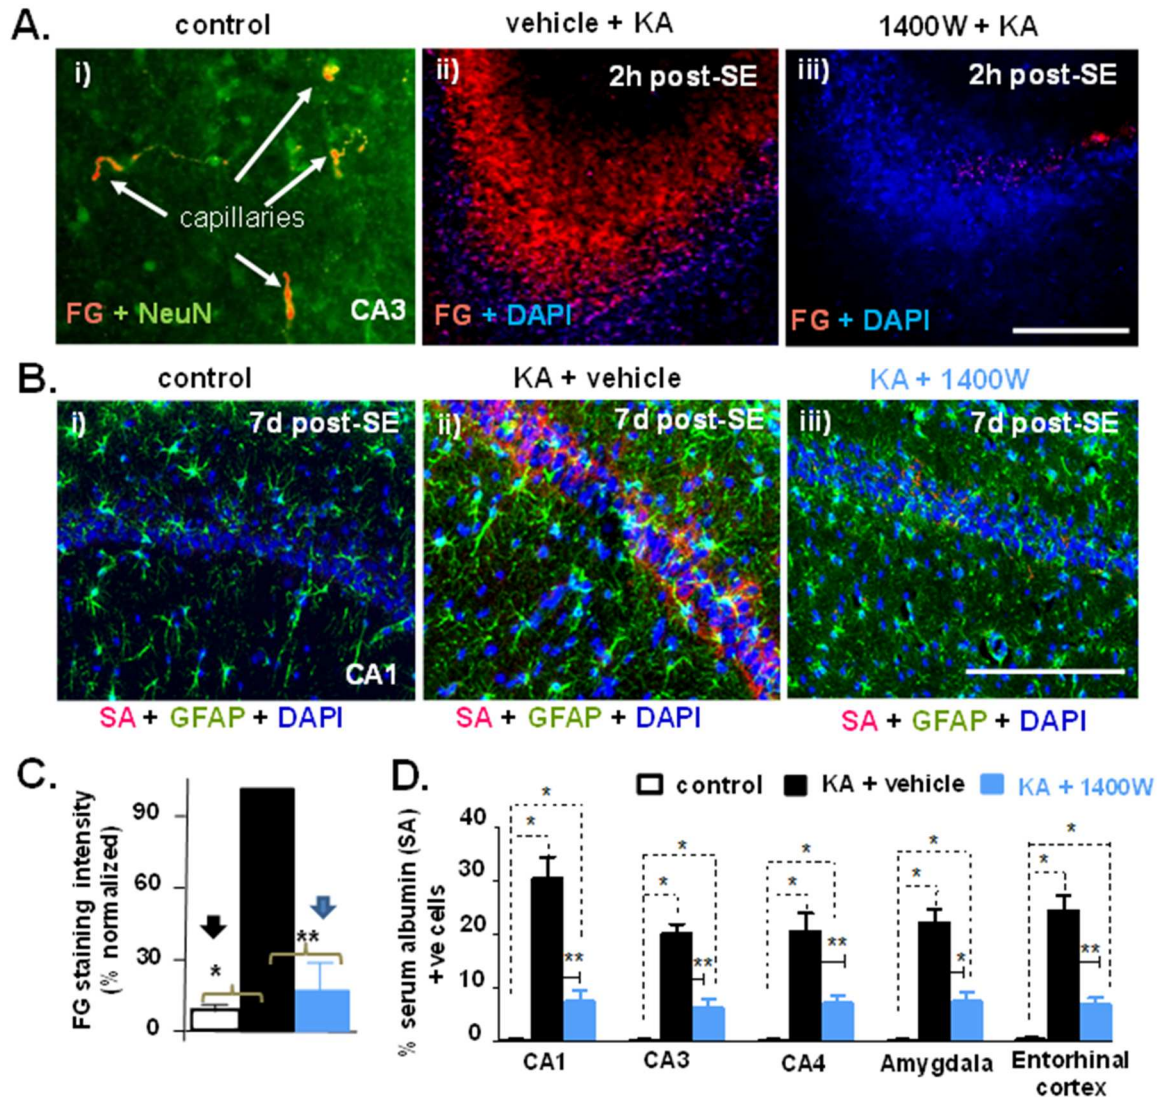 A.
control
vehicle + KA
1400W + KA
i)
capillaries
FG + NeuN
CA3
ii)
2h post-SE
FG + DAPI
iii)
2h post-SE
FG + DAPI
B.
control
KA + vehicle
KA + 1400W
i)
7d post-SE
CA1
ii)
7d post-SE
iii)
7d post-SE
SA + GFAP + DAPI
SA + GFAP + DAPI
SA + GFAP + DAPI
C.
FG staining intensity
(% normalized)
90
60
30
0
*
**
D.
control
KA + vehicle
KA + 1400W
% serum albumin (SA)
+ve cells
40
30
20
10
0
*
*
**
*
*
**
*
*
**
*
*
*
*
*
**
CA1
CA3
CA4
Amygdala
Entorhinal
cortex